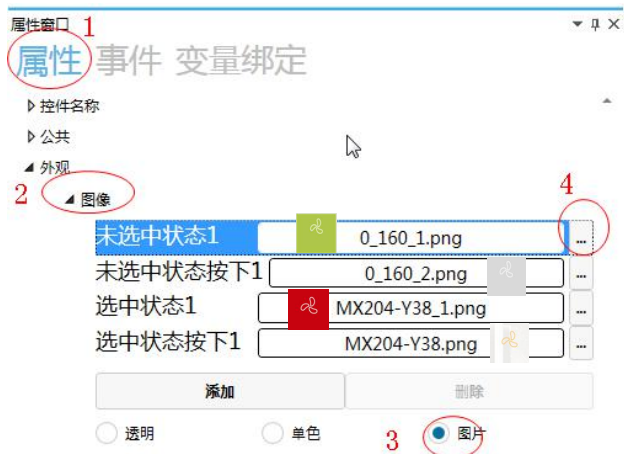 属性窗口 1
属性 事件 变量绑定
控件名称
公共
外观
2 图像 4
未选中状态1 0_160_1.png ...
未选中状态按下1 0_160_2.png ...
选中状态1 MX204-Y38_1.png ...
选中状态按下1 MX204-Y38.png ...
添加 删除
透明 单色 3 图片